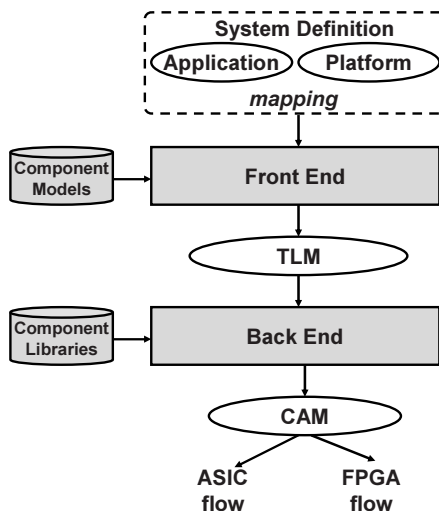 System Definition
Application
Platform
mapping
Component
Models
Front End
TLM
Component
Libraries
Back End
CAM
ASIC
flow
FPGA
flow